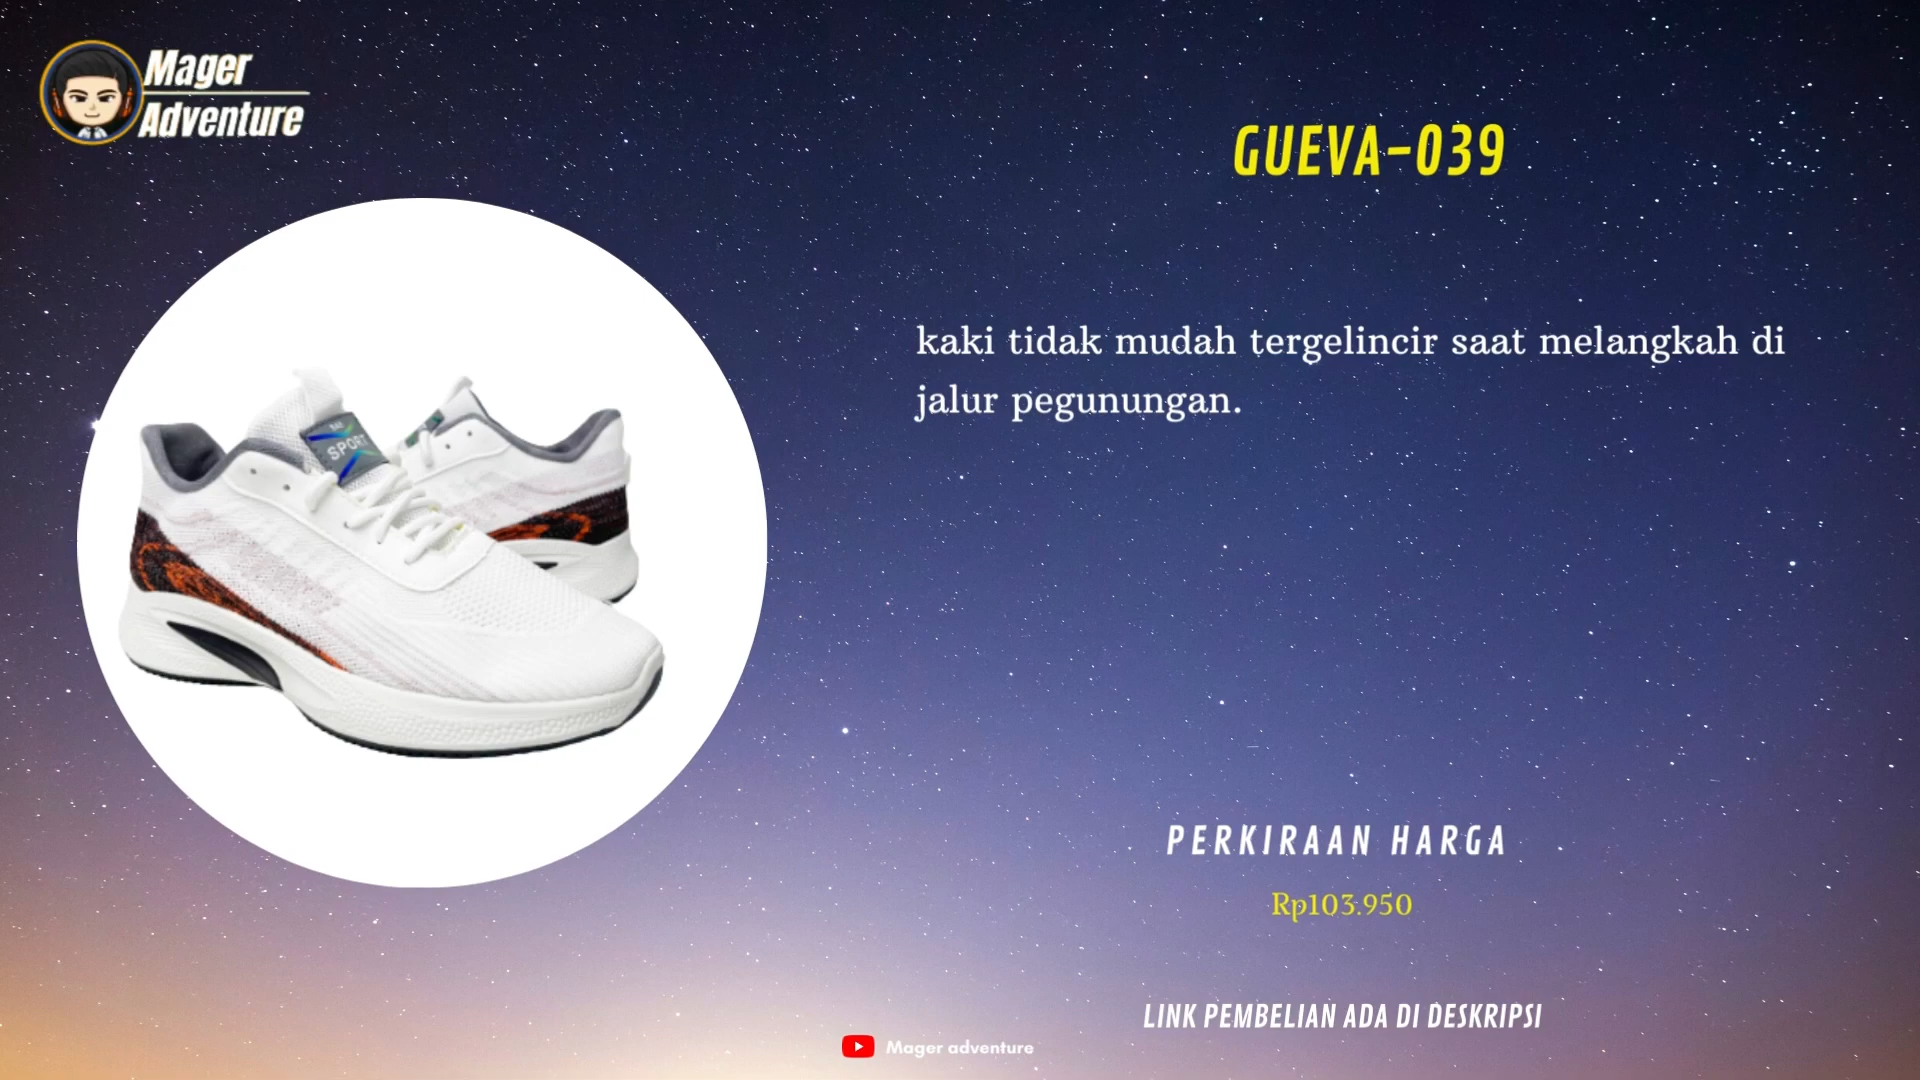 Mager
Adventure
GUEVA-039
kaki tidak mudah tergelincir saat melangkah di
jalur pegunungan.
SPORT
PERKIRAAN HARGA
Rp103.950
LINK PEMBELIAN ADA DI DESKRIPSI
Mager adventure